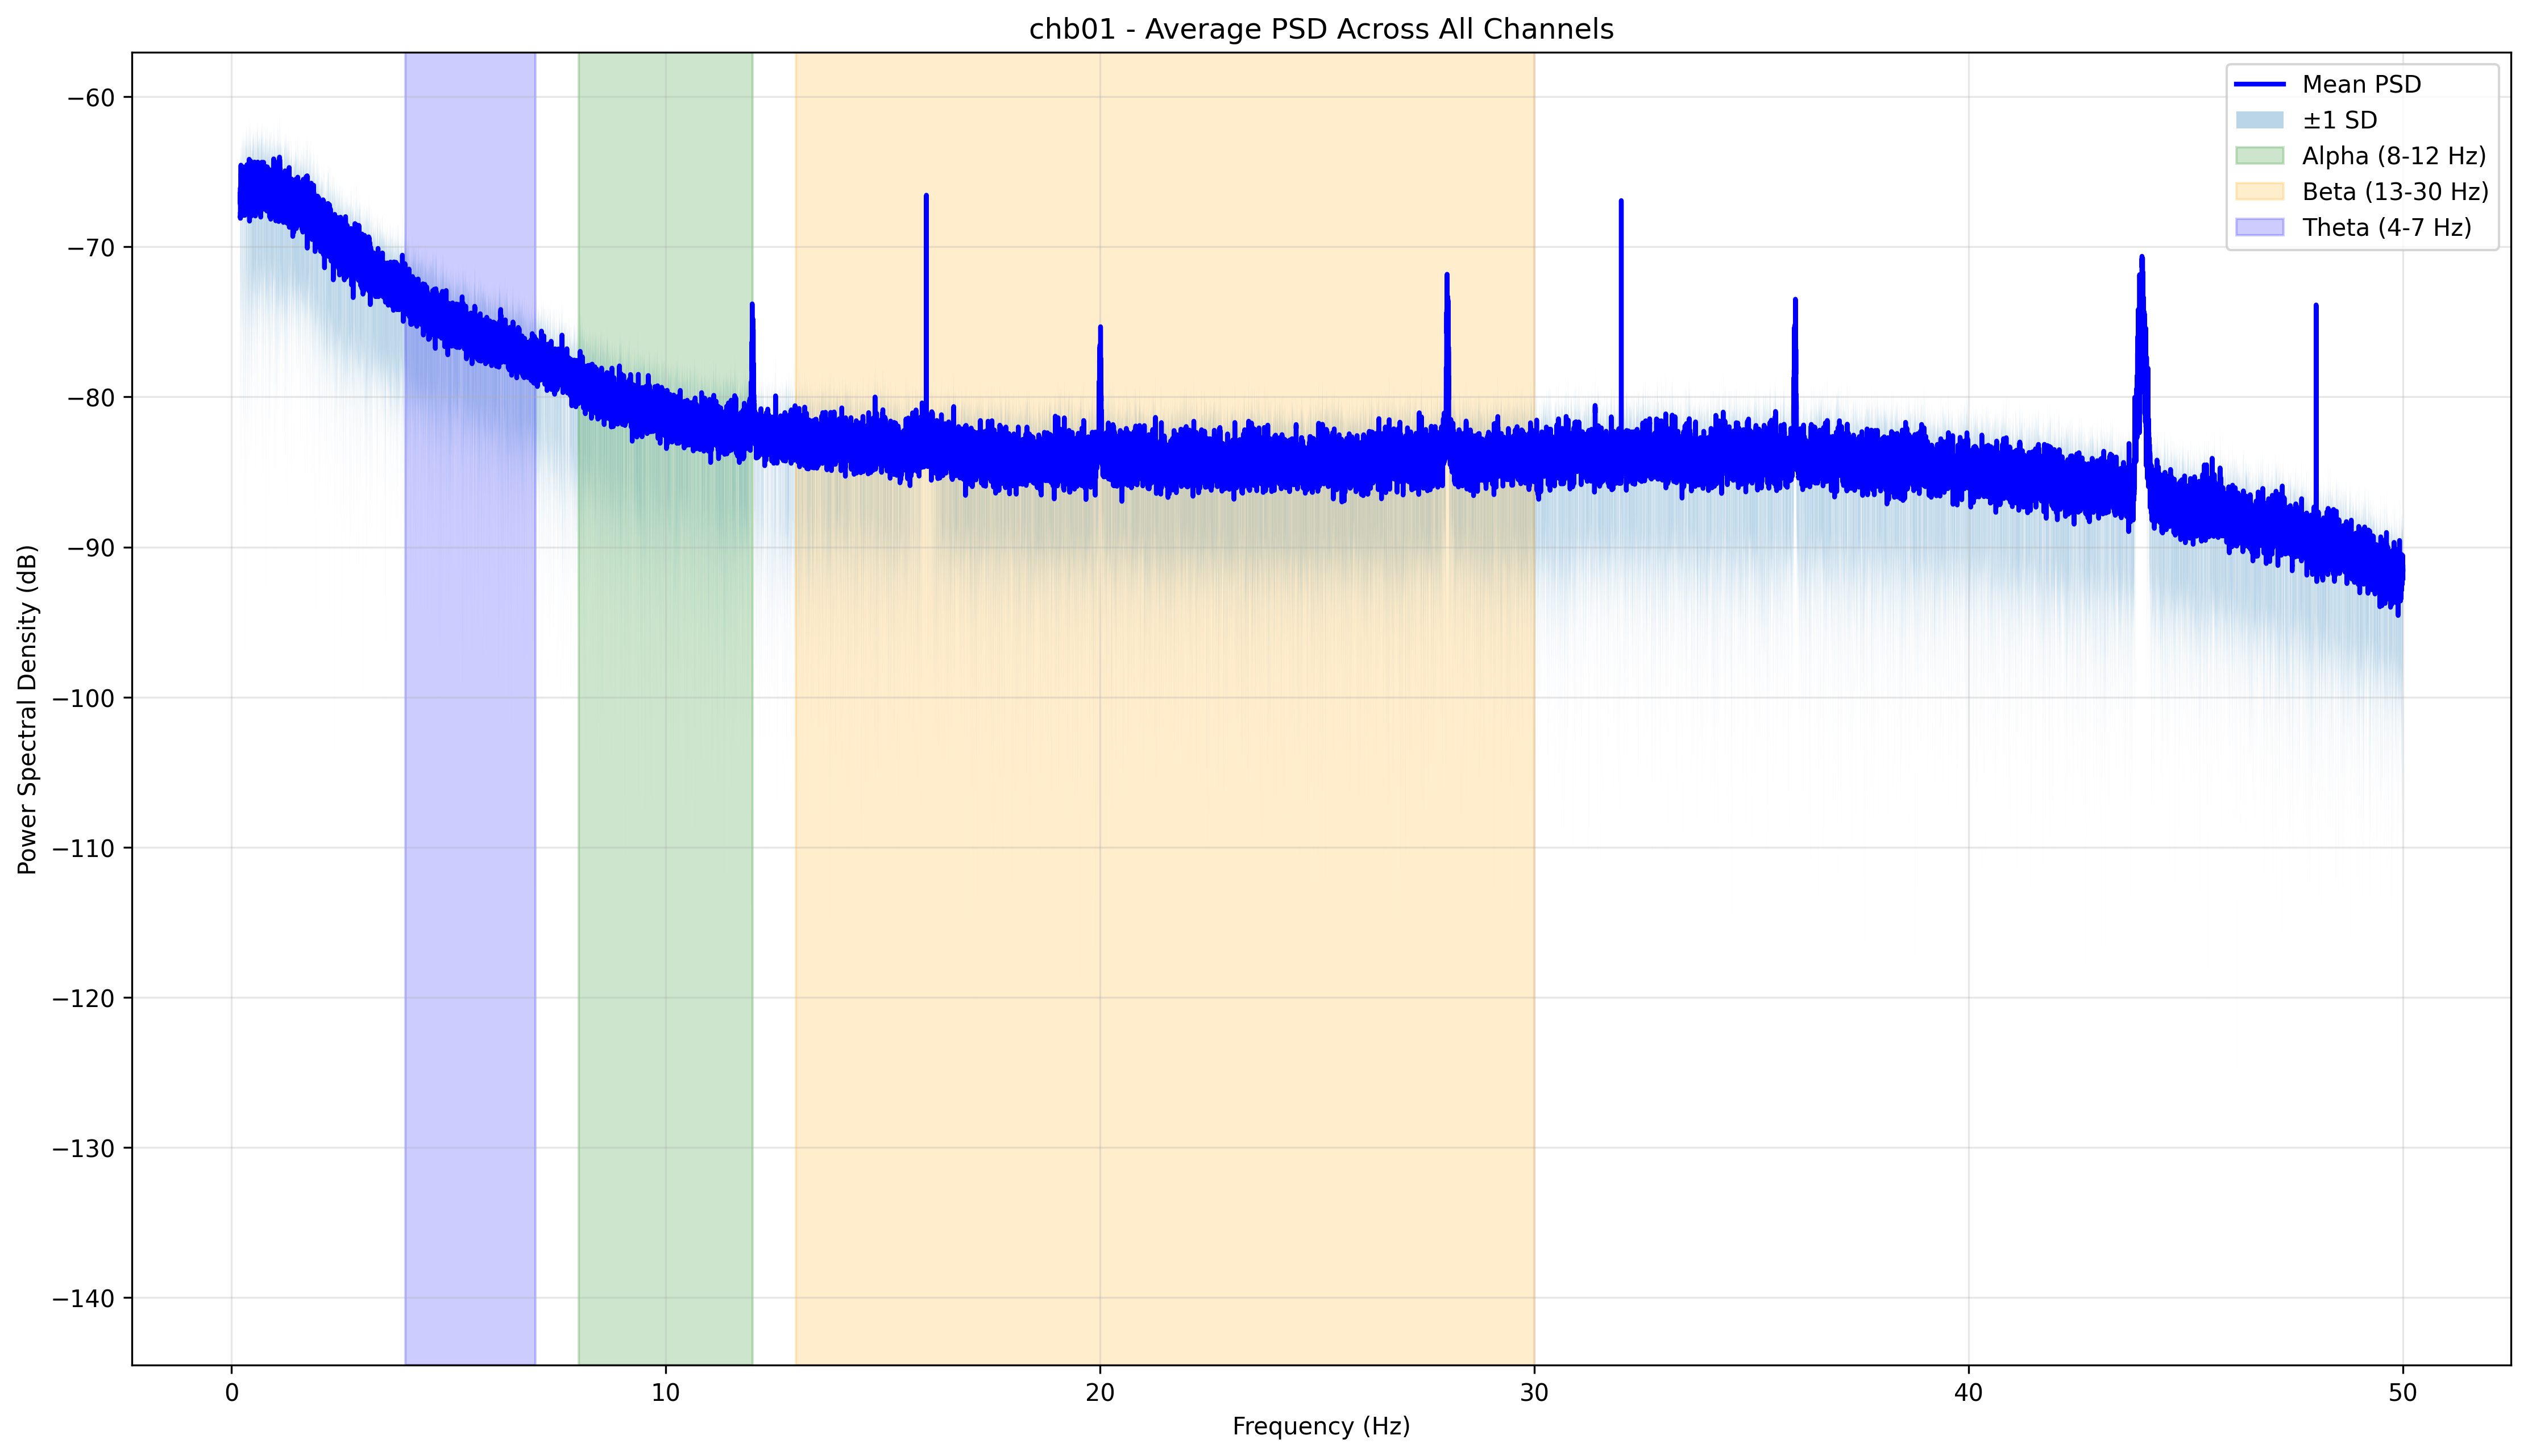 chb01 - Average PSD Across All Channels
Mean PSD
±1 SD
Alpha (8-12 Hz)
Beta (13-30 Hz)
Theta (4-7 Hz)
Power Spectral Density (dB)
−60
−70
−80
−90
−100
−110
−120
−130
−140
0
10
20
30
40
50
Frequency (Hz)